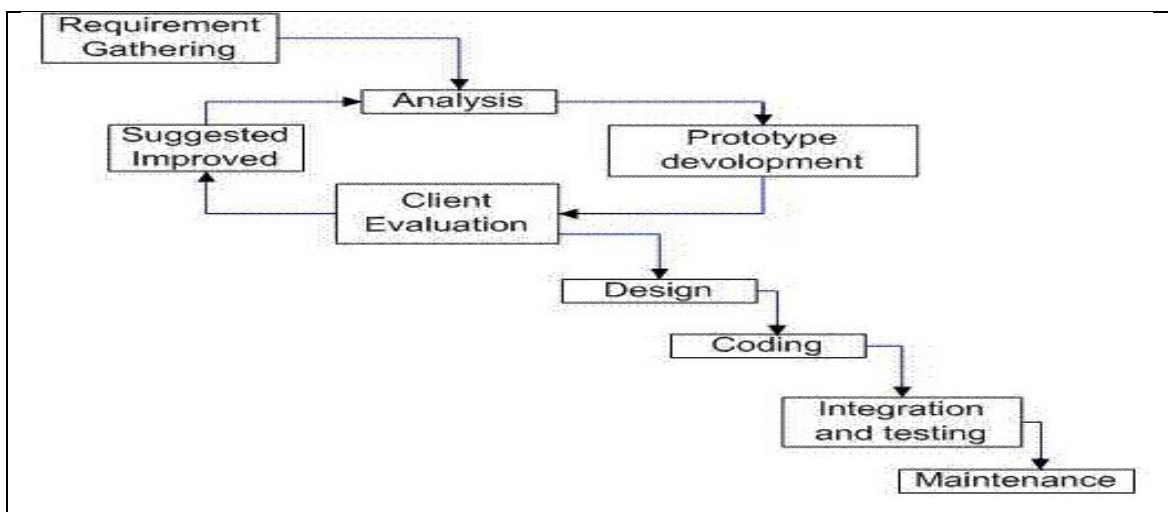 Requirement
Gathering
Analysis
Suggested
Improved
Prototype
devolopment
Client
Evaluation
Design
Coding
Integration
and testing
Maintenance